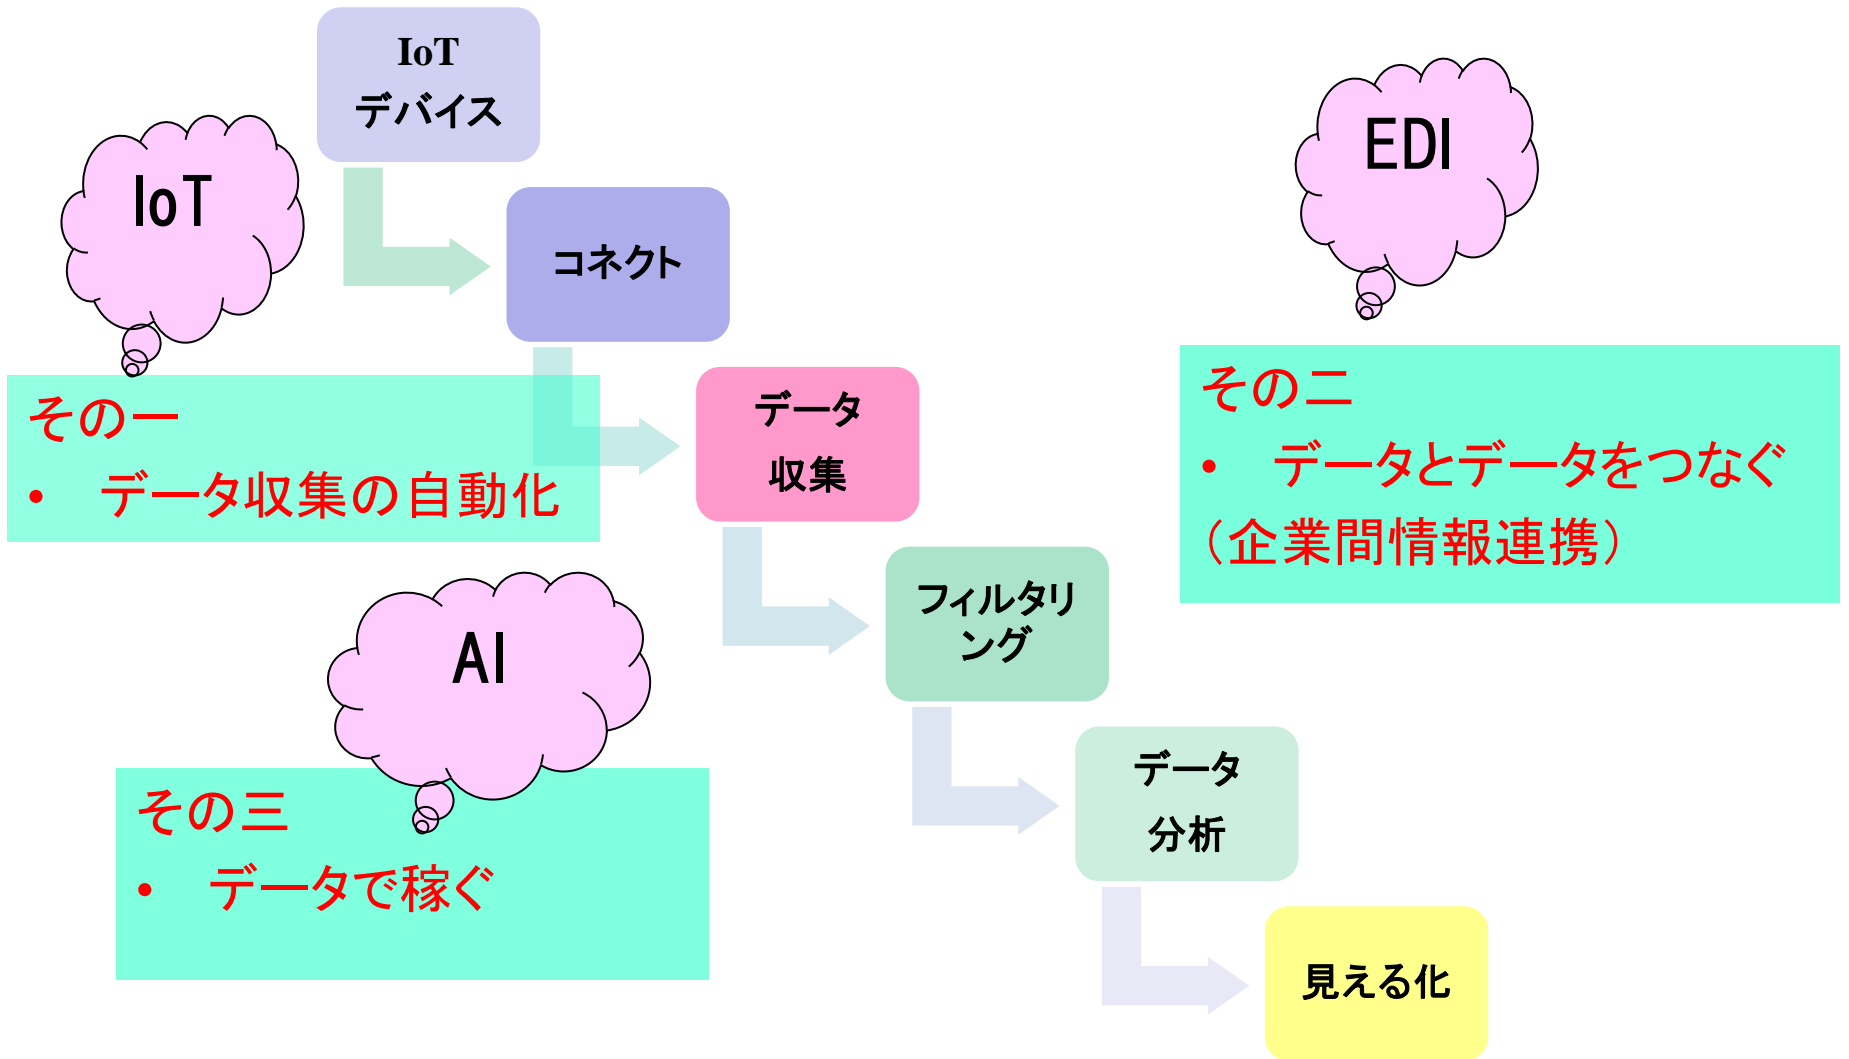 IoT
デバイス
IoT
コネクト
その一
• データ収集の自動化
データ
収集
EDI
その二
• データとデータをつなぐ
（企業間情報連携）
フィルタリ
ング
AI
その三
• データで稼ぐ
データ
分析
見える化